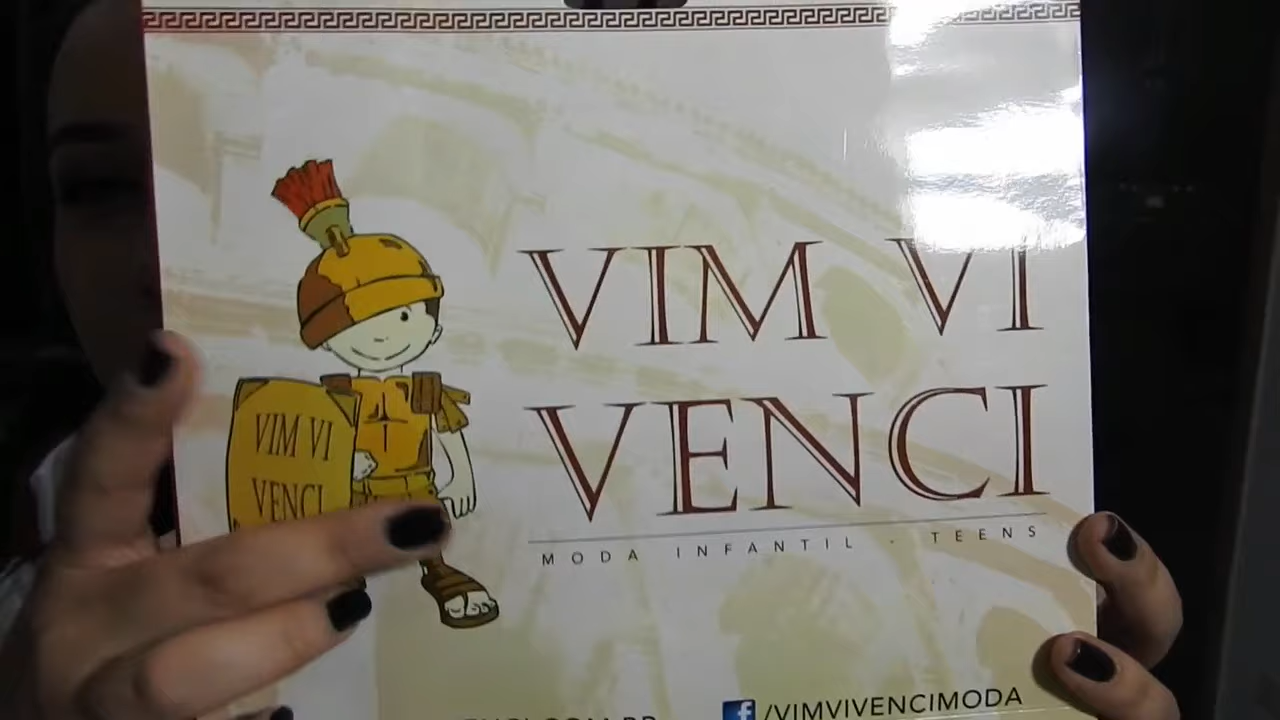 VIM VI
VENCI
VIM VI
VENCI
MODA INFANTIL - TEENS
/VIMVIVENCIMODA